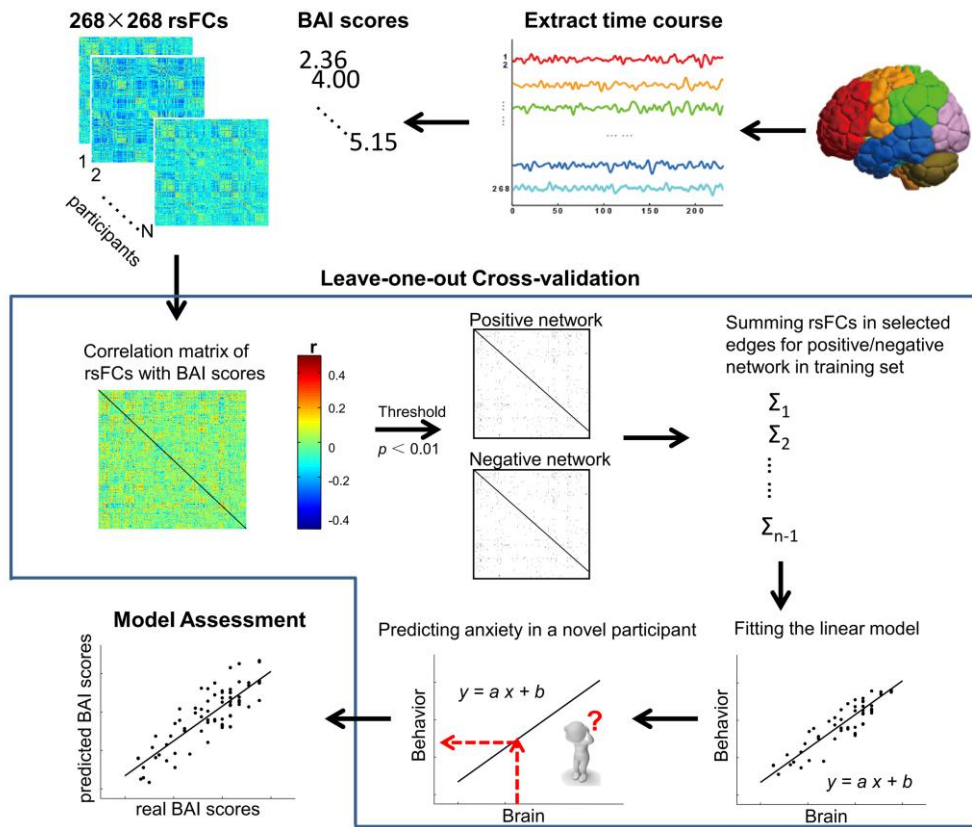 268×268 rsFCs
BAI scores
Extract time course
2.36
4.00
5.15
1
2
268
0
50
100
150
200
1
2
N
participants
Leave-one-out Cross-validation
Correlation matrix of
rsFCs with BAI scores
r
0.4
0.2
0
-0.2
-0.4
Threshold
p < 0.01
Positive network
Negative network
Summing rsFCs in selected
edges for positive/negative
network in training set
Σ1
Σ2
Σn-1
Model Assessment
predicted BAI scores
real BAI scores
Predicting anxiety in a novel participant
y = a x + b
?
Behavior
Brain
Fitting the linear model
y = a x + b
Behavior
Brain